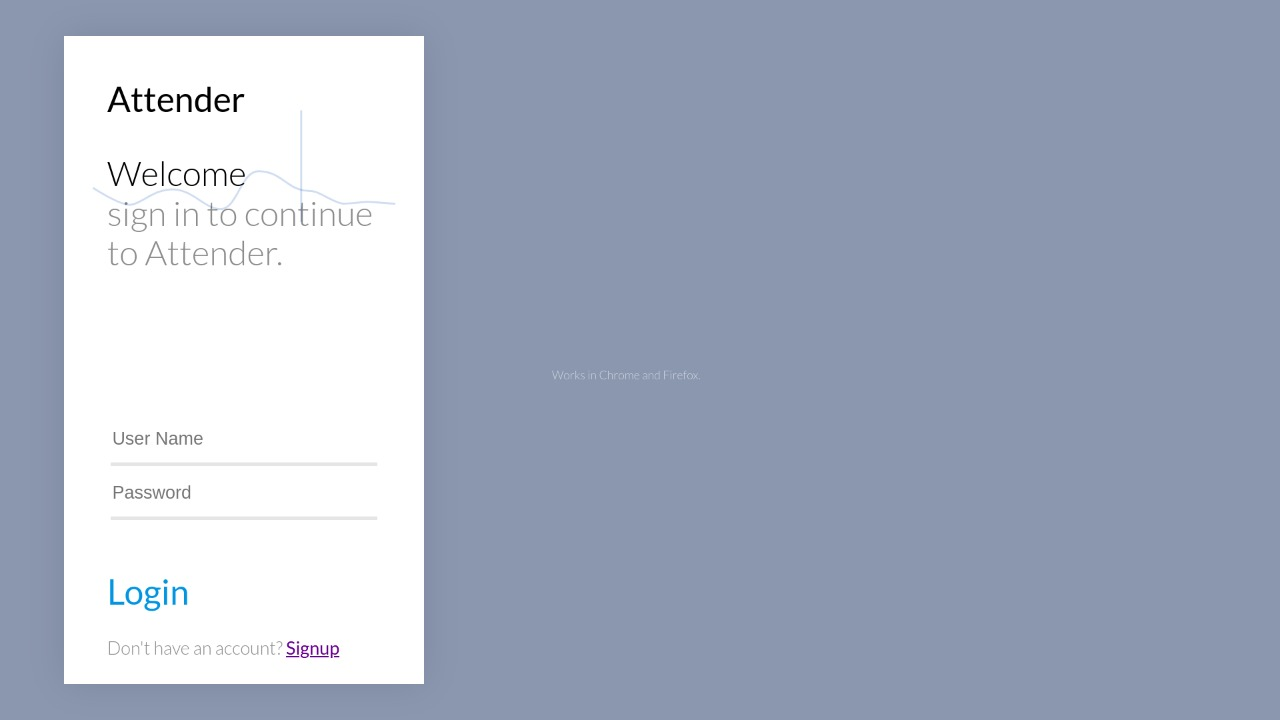 Attender
Welcome
sign in to continue
to Attender.
Works in Chrome and Firefox.
User Name
Password
Login
Don't have an account? Signup